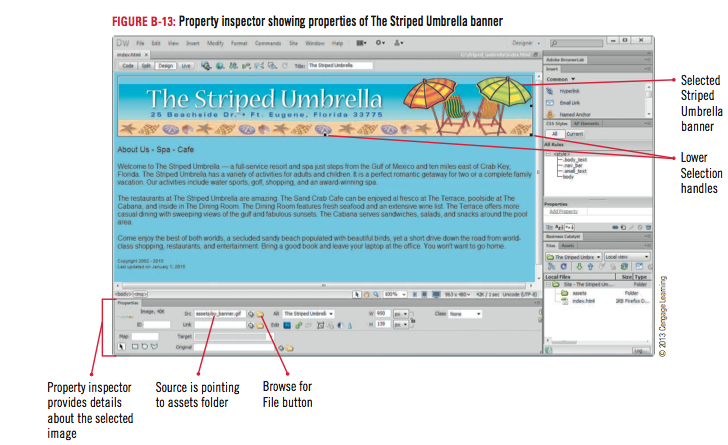 FIGURE B-13: Property inspector showing properties of The Striped Umbrella banner
DW File Edit View Insert Modify Format Commands Site Window Help
Designer
index.html
Code Split Design Live
Title: The Striped Umbrella
Adobe BrowserLab
Insert
Common
Hyperlink
Email Link
Named Anchor
CSS Styles AP Elements
All Current
All Rules
<style>
.body_text
.nav_bar
.small_text
body
Properties
Add Property
Business Catalyst
Files Assets
The Striped Umbre Local view
Local Files Size Type
Site - The Striped Um... Folder
assets Folder
index.html 3KB Firefox D...
Log...
The Striped Umbrella
25 Beachside Drive Ft. Eugene, Florida 33775
About Us - Spa - Cafe
Welcome to The Striped Umbrella — a full-service resort and spa just steps from the Gulf of Mexico and ten miles east of Crab Key,
Florida. The Striped Umbrella has a variety of activities for adults and children. It is a perfect romantic getaway for two or a complete family
vacation. Our activities include water sports, golf, shopping, and an award-winning spa.
The restaurants at The Striped Umbrella are amazing. The Sand Crab Cafe can be enjoyed al fresco at The Terrace, poolside at The
Cabana, and inside in The Dining Room. The Dining Room features fresh seafood and an extensive wine list. The Terrace offers more
casual dining with sweeping views of the gulf and fabulous sunsets. The Cabana serves sandwiches, salads, and snacks around the pool
area.
Come enjoy the best of both worlds, a secluded sandy beach populated with beautiful birds, yet a short drive down the road from world-
class shopping, restaurants, and entertainment. Bring a good book and leave your laptop at the office. You won't want to go home.
Copyright 2002 - 2015
Last updated on January 1, 2015
<body> <img>
100%
Unicode (UTF-8)
Properties
Image, 43K
Src assets/su_banner.gif
Alt The Striped Umbrell
W 950 px
Class None
ID
Link
Edit
H 139 px
Map
Target
Original
Selected
Striped
Umbrella
banner
Lower
Selection
handles
Property inspector
provides details
about the selected
image
Source is pointing
to assets folder
Browse for
File button
© 2013 Cengage Learning